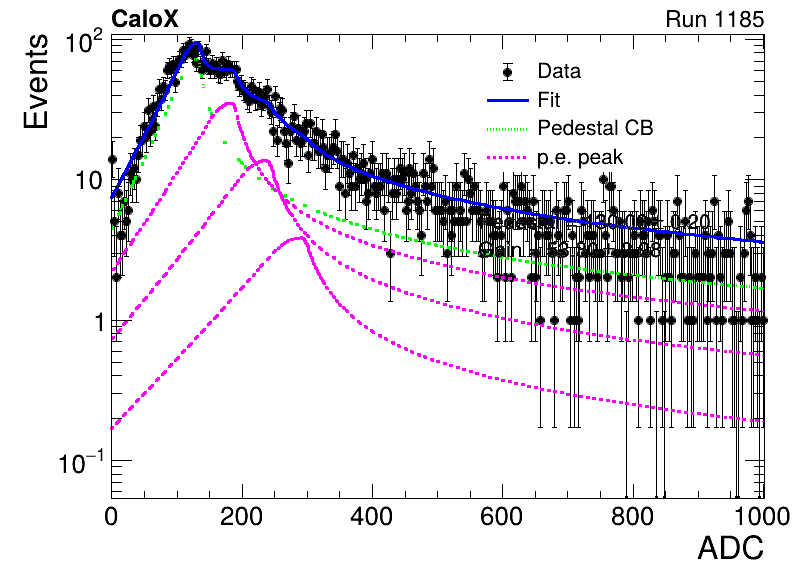 CaloX Run 1185
Events
10²
10
1
10⁻¹
Data
Fit
Pedestal CB
p.e. peak
0 200 400 600 800 1000
ADC